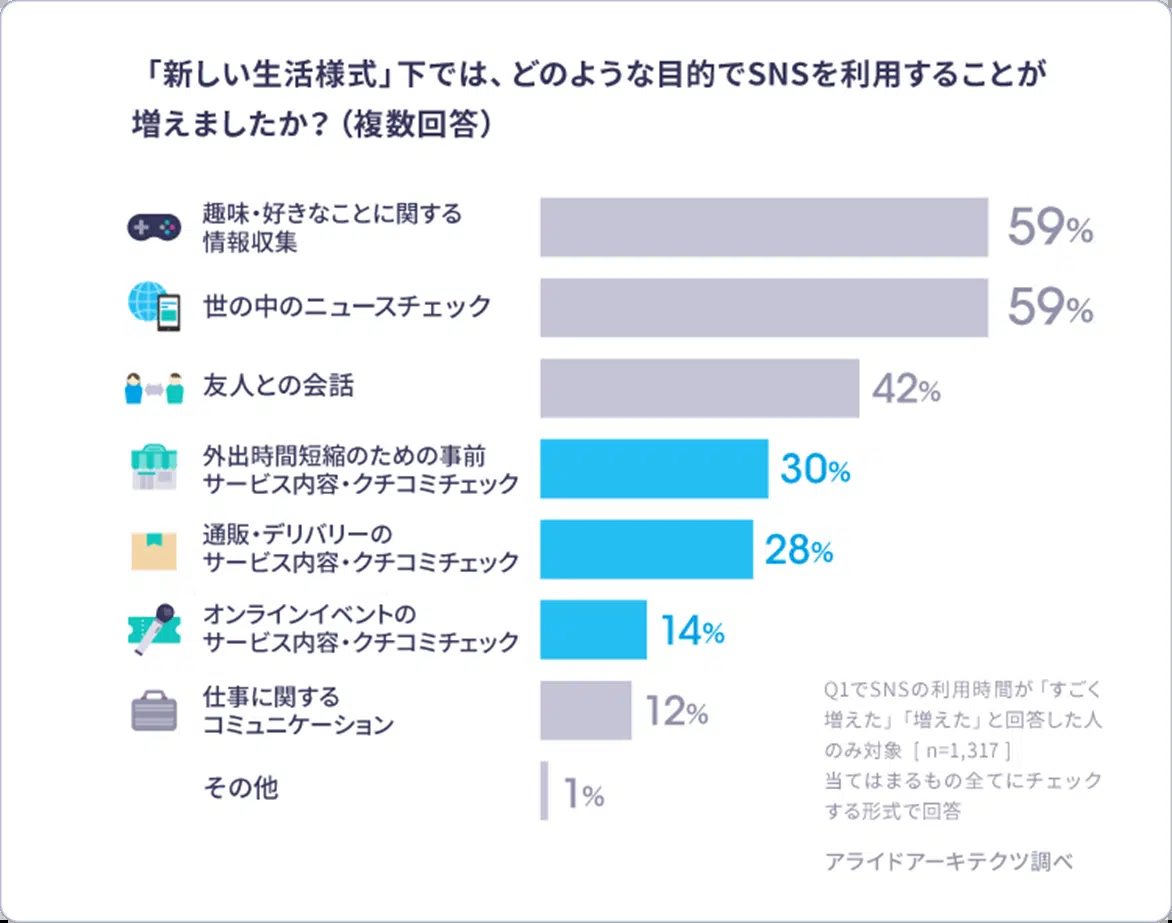 「新しい生活様式」下では、どのような目的でSNSを利用することが
増えましたか？（複数回答）
趣味・好きなことに関する
情報収集
59%
世の中のニュースチェック
59%
友人との会話
42%
外出時間短縮のための事前
サービス内容・クチコミチェック
30%
通販・デリバリーの
サービス内容・クチコミチェック
28%
オンラインイベントの
サービス内容・クチコミチェック
14%
仕事に関する
コミュニケーション
12%
その他
1%
Q1でSNSの利用時間が「すごく
増えた」「増えた」と回答した人
のみ対象 [ n=1,317 ]
当てはまるもの全てにチェック
する形式で回答
アライドアーキテクツ調べ